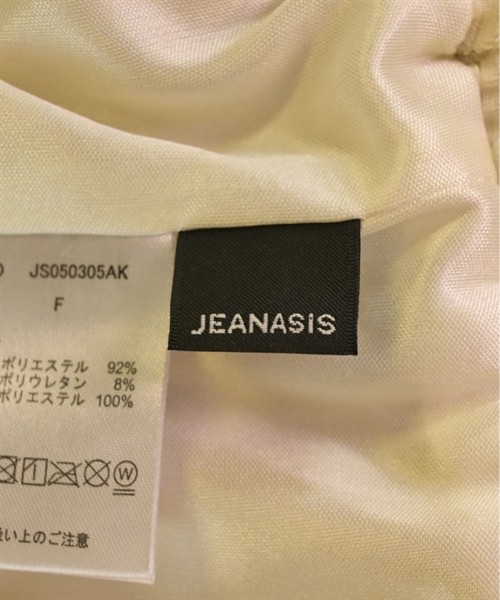 JS050305AK
F
ポリエステル 92%
ポリウレタン 8%
ポリエステル 100%
W
扱い上のご注意
JEANASIS